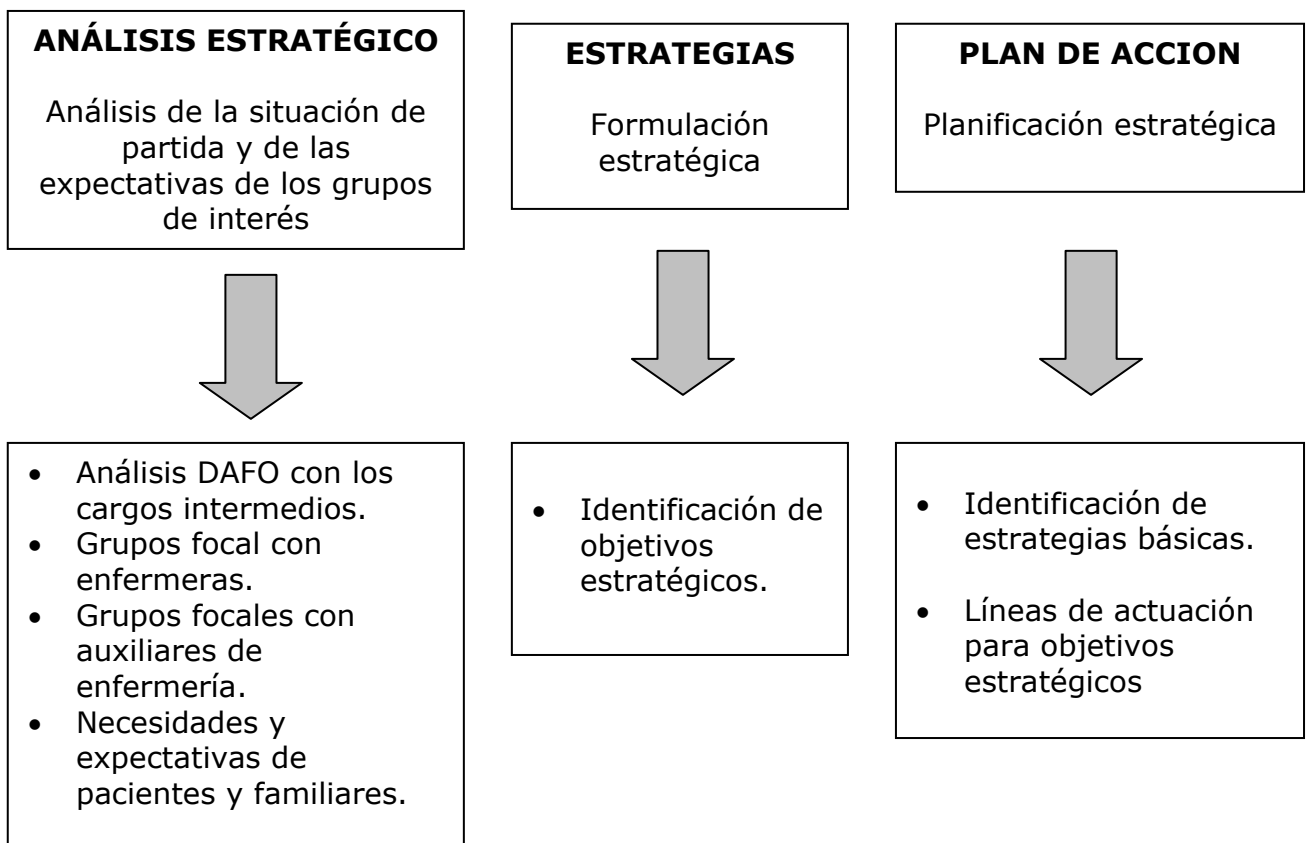 ANÁLISIS ESTRATÉGICO
Análisis de la situación de
partida y de las
expectativas de los grupos
de interés
ESTRATEGIAS
Formulación
estratégica
PLAN DE ACCION
Planificación estratégica
• Análisis DAFO con los
cargos intermedios.
• Grupos focal con
enfermeras.
• Grupos focales con
auxiliares de
enfermería.
• Necesidades y
expectativas de
pacientes y familiares.
• Identificación de
objetivos
estratégicos.
• Identificación de
estrategias básicas.
• Líneas de actuación
para objetivos
estratégicos